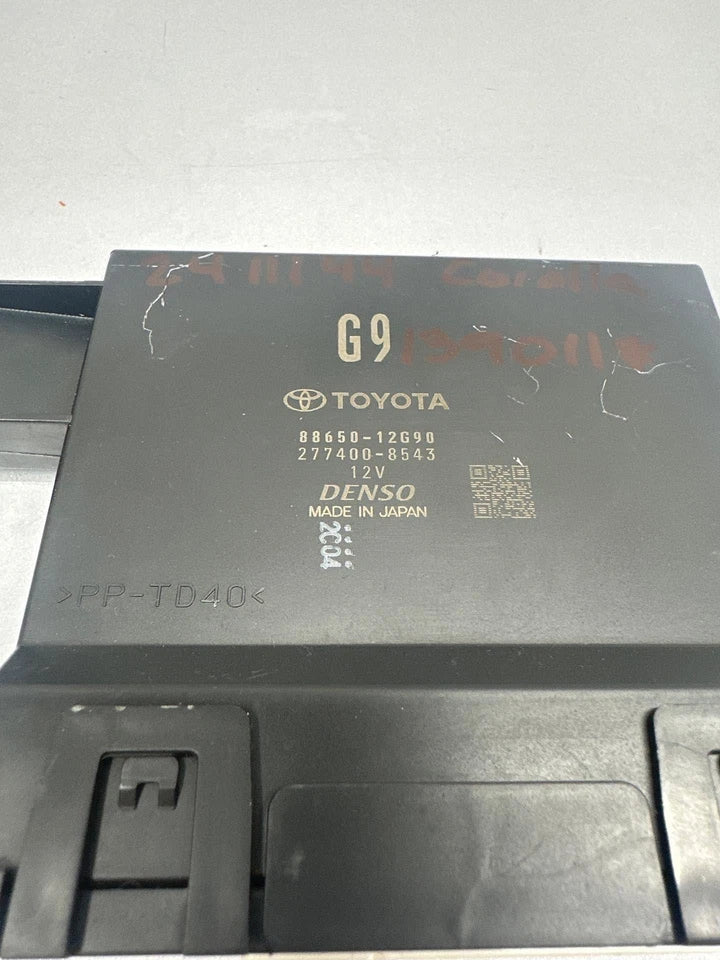 Corolla
G9
TOYOTA
88650-12G90
277400-8543
12V
DENSO
MADE IN JAPAN
2C04
>PP-TD40<